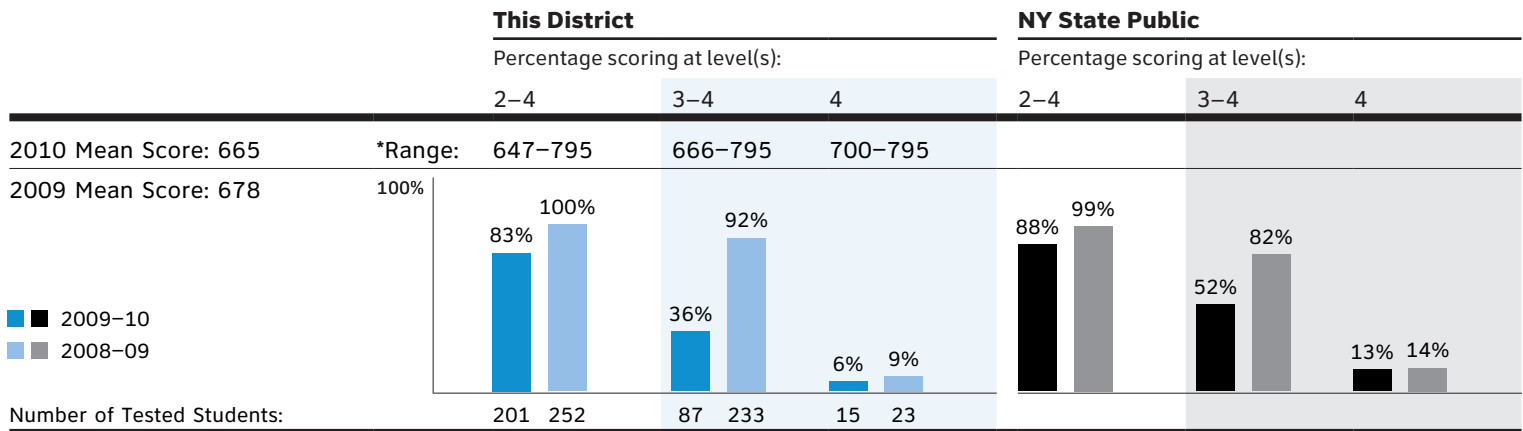 This District NY State Public
Percentage scoring at level(s): Percentage scoring at level(s):
2–4 3–4 4 2–4 3–4 4
2010 Mean Score: 665 *Range: 647–795 666–795 700–795
2009 Mean Score: 678 100%
83% 100% 36% 92% 6% 9% 88% 99% 52% 82% 13% 14%
2009–10
2008–09
Number of Tested Students: 201 252 87 233 15 23